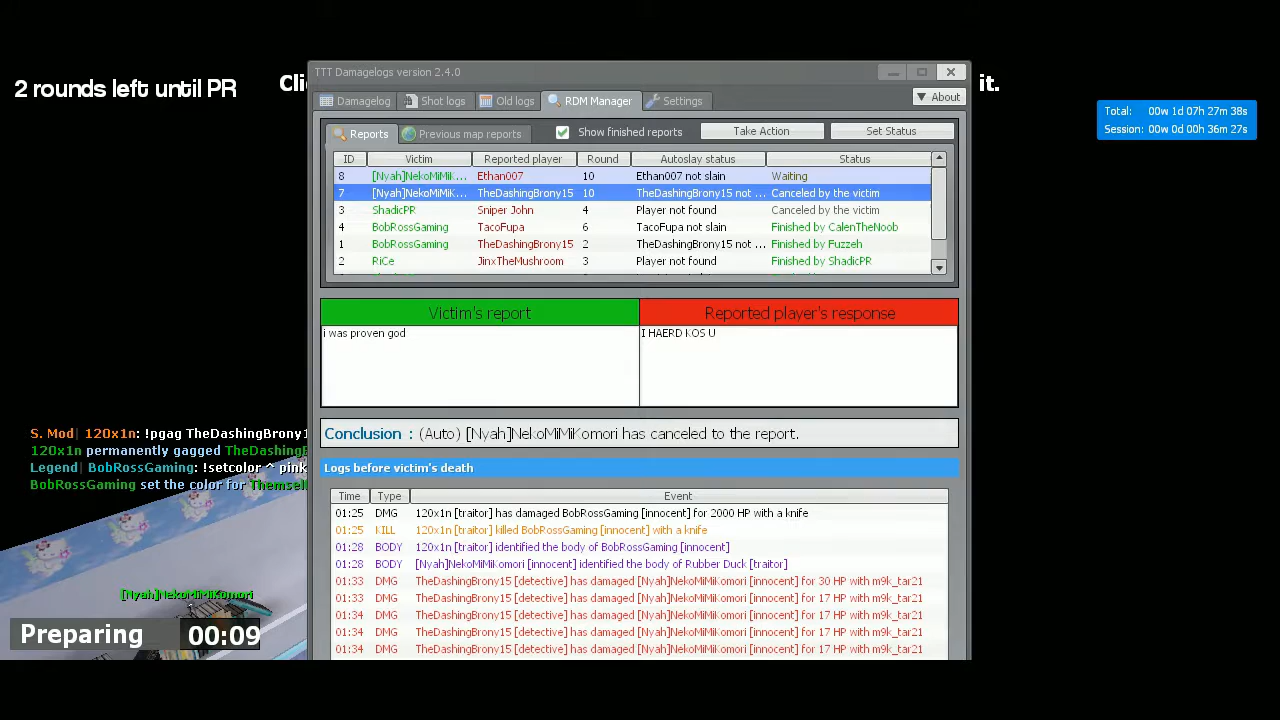 TTT Damagelogs version 2.4.0
2 rounds left until PR
Cli
it.
Damagelog Shot logs Old logs RDM Manager Settings
About
Total: 00w 1d 07h 27m 38s
Session: 00w 0d 00h 36m 27s
Reports Previous map reports Show finished reports Take Action Set Status
ID Victim Reported player Round Autoslay status Status
8 [Nyah]NekoMiMiK... Ethan007 10 Ethan007 not slain Waiting
7 [Nyah]NekoMiMiK... TheDashingBrony15 10 TheDashingBrony15 not ... Canceled by the victim
3 ShadicPR Sniper John 4 Player not found Canceled by the victim
4 BobRossGaming TacoFupa 6 TacoFupa not slain Finished by CalenTheNoob
1 BobRossGaming TheDashingBrony15 2 TheDashingBrony15 not ... Finished by Fuzzeh
2 RiCe JinxTheMushroom 3 Player not found Finished by ShadicPR
Victim's report Reported player's response
i was proven god I HAERD KOS U
Conclusion : (Auto) [Nyah]NekoMiMiKomori has canceled to the report.
S. Mod| 120x1n: !pgag TheDashingBrony1
120x1n permanently gagged TheDashingB
Legend| BobRossGaming: !setcolor ^ pink
BobRossGaming set the color for Themsel
Logs before victim's death
Time Type Event
01:25 DMG 120x1n [traitor] has damaged BobRossGaming [innocent] for 2000 HP with a knife
01:25 KILL 120x1n [traitor] killed BobRossGaming [innocent] with a knife
01:28 BODY 120x1n [traitor] identified the body of BobRossGaming [innocent]
01:28 BODY [Nyah]NekoMiMiKomori [innocent] identified the body of Rubber Duck [traitor]
01:33 DMG TheDashingBrony15 [detective] has damaged [Nyah]NekoMiMiKomori [innocent] for 30 HP with m9k_tar21
01:33 DMG TheDashingBrony15 [detective] has damaged [Nyah]NekoMiMiKomori [innocent] for 17 HP with m9k_tar21
01:34 DMG TheDashingBrony15 [detective] has damaged [Nyah]NekoMiMiKomori [innocent] for 17 HP with m9k_tar21
01:34 DMG TheDashingBrony15 [detective] has damaged [Nyah]NekoMiMiKomori [innocent] for 17 HP with m9k_tar21
01:34 DMG TheDashingBrony15 [detective] has damaged [Nyah]NekoMiMiKomori [innocent] for 17 HP with m9k_tar21
[Nyah]NekoMiMiKomori
Preparing 00:09